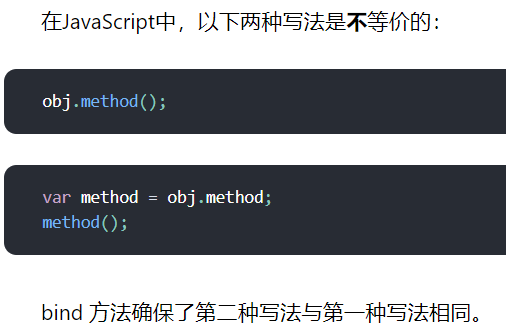 在JavaScript中，以下两种写法是不等价的：
obj.method();
var method = obj.method;
method();
bind 方法确保了第二种写法与第一种写法相同。